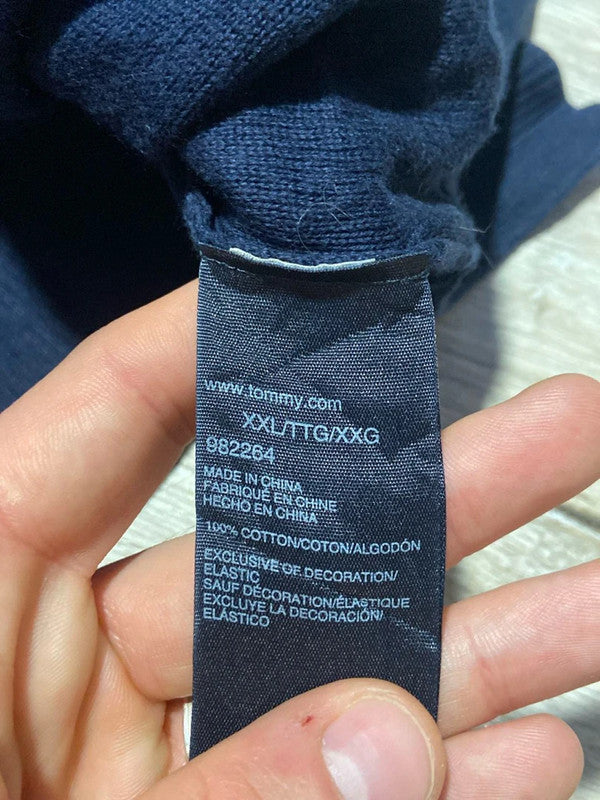 www.tommy.com
XXL/TTG/XXG
982264
MADE IN CHINA
FABRIQUÉ EN CHINE
HECHO EN CHINA
100% COTTON/COTON/ALGODÓN
EXCLUSIVE OF DECORATION/
ELASTIC
SAUF DÉCORATION/ÉLASTIQUE
EXCLUYE LA DECORACIÓN/
ELÁSTICO